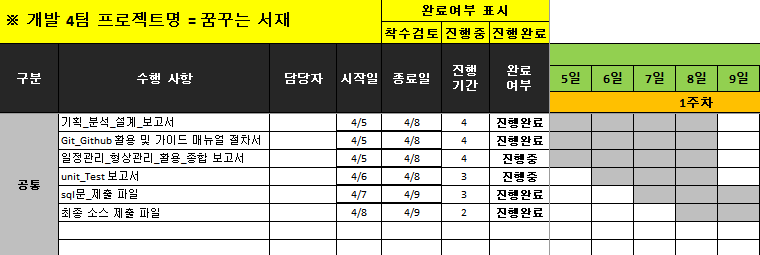 ※ 개발 4팀 프로젝트명 = 꿈꾸는 서재
완료여부 표시
착수검토 진행중 진행완료
구분 수행 사항 담당자 시작일 종료일 진행 기간 완료 여부 5일 6일 7일 8일 9일
1주차
공통
기획_분석_설계_보고서 4/5 4/8 4 진행완료
Git_Github 활용 및 가이드 매뉴얼 절차서 4/5 4/8 4 진행완료
일정관리_형상관리_활용_종합 보고서 4/5 4/8 4 진행중
unit_Test 보고서 4/6 4/8 3 진행중
sql문_제출 파일 4/7 4/9 3 진행완료
최종 소스 제출 파일 4/8 4/9 2 진행완료